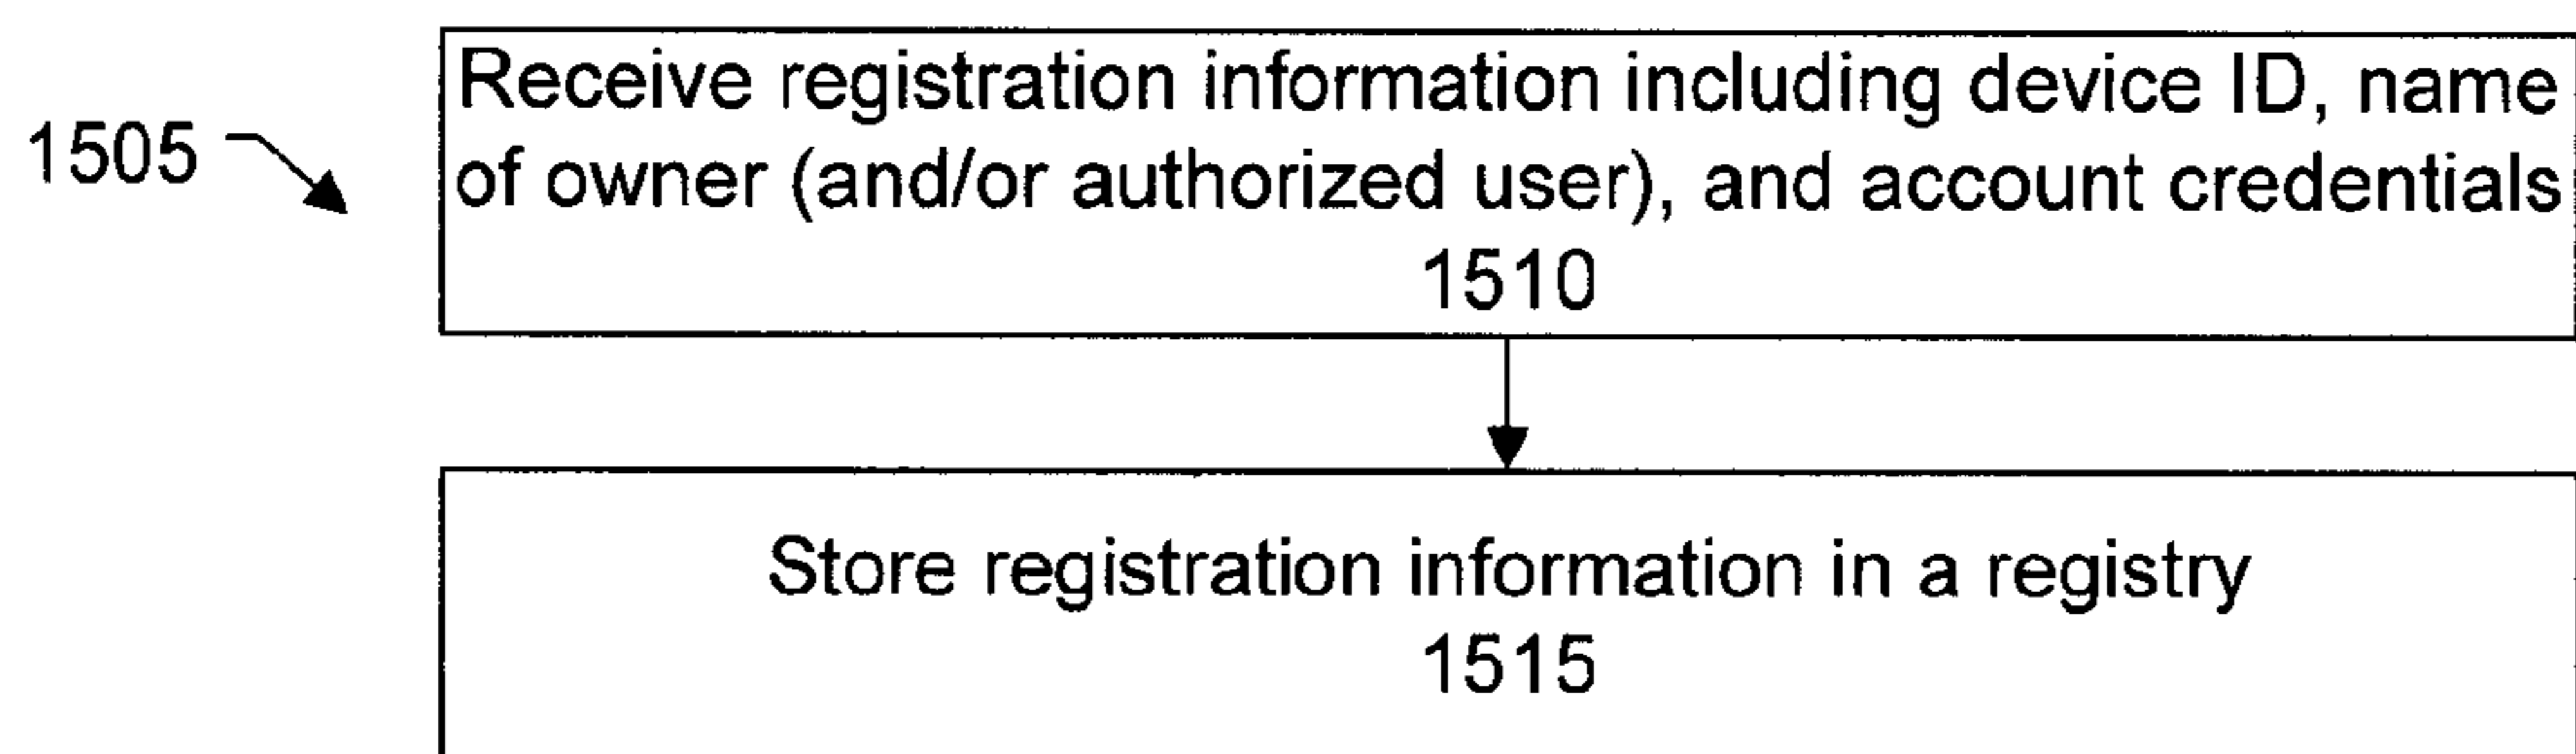 1505
Receive registration information including device ID, name
of owner (and/or authorized user), and account credentials
1510
Store registration information in a registry
1515